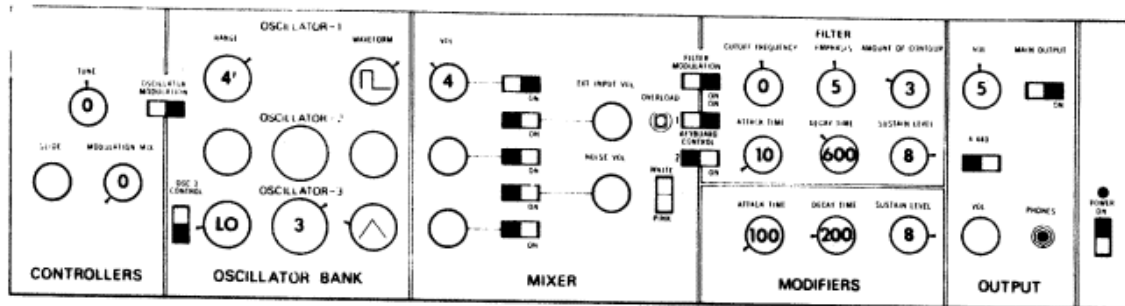 TUNE
0
SLIDE
MODULATION MIX
0
CONTROLLERS
OSCILLATOR
MODULATION
OSC 3
CONTROL
OSCILLATOR-1
RANGE
WAVEFORM
4'
OSCILLATOR-2
OSCILLATOR-3
LO
3
OSCILLATOR BANK
VOL
4
ON
ON
ON
ON
ON
EXT INPUT VOL
OVERLOAD
NOISE VOL
WHITE
PINK
MIXER
FILTER
MODULATION
ON
ON
1
KEYBOARD
CONTROL
2
ON
FILTER
CUTOFF FREQUENCY
EMPHASIS
AMOUNT OF CONTOUR
0
5
3
ATTACK TIME
DECAY TIME
SUSTAIN LEVEL
10
600
8
ATTACK TIME
DECAY TIME
SUSTAIN LEVEL
100
200
8
MODIFIERS
VOL
MAIN OUTPUT
5
ON
A 440
VOL
PHONES
OUTPUT
POWER
ON